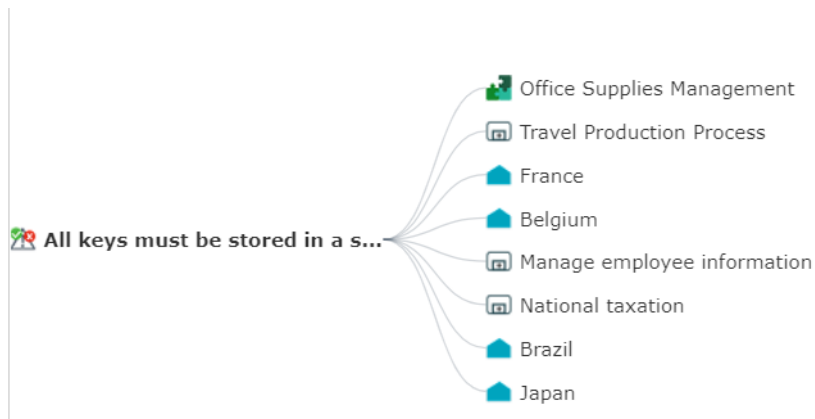 Office Supplies Management
Travel Production Process
France
Belgium
All keys must be stored in a s...
Manage employee information
National taxation
Brazil
Japan